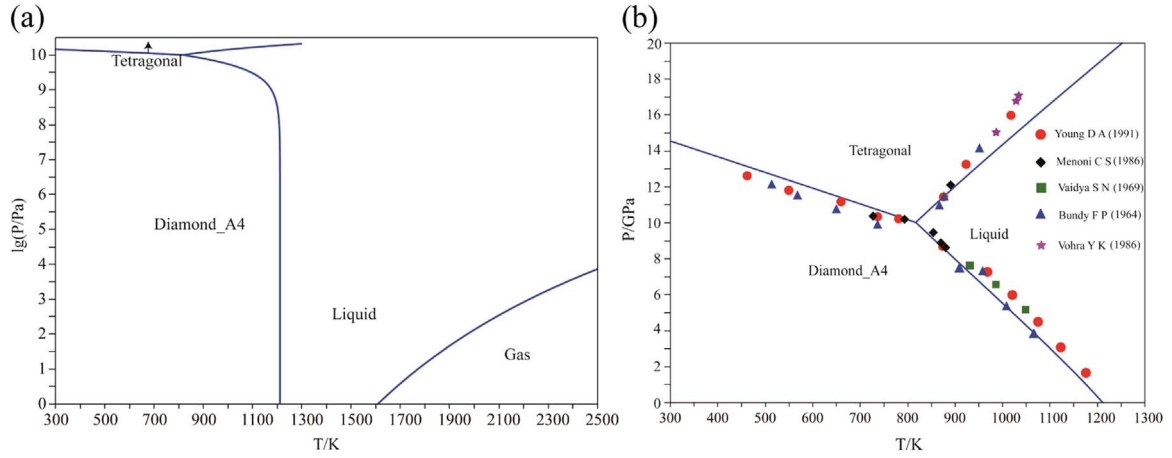 (a)
lg(P/Pa)
10
9
8
7
6
5
4
3
2
1
0
Tetragonal
Diamond_A4
Liquid
Gas
300 500 700 900 1100 1300 1500 1700 1900 2100 2300 2500
T/K
(b)
P/GPa
20
18
16
14
12
10
8
6
4
2
0
Tetragonal
Diamond_A4
Liquid
Young D A (1991)
Menoni C S (1986)
Vaidya S N (1969)
Bundy F P (1964)
Vohra Y K (1986)
300 400 500 600 700 800 900 1000 1100 1200 1300
T/K